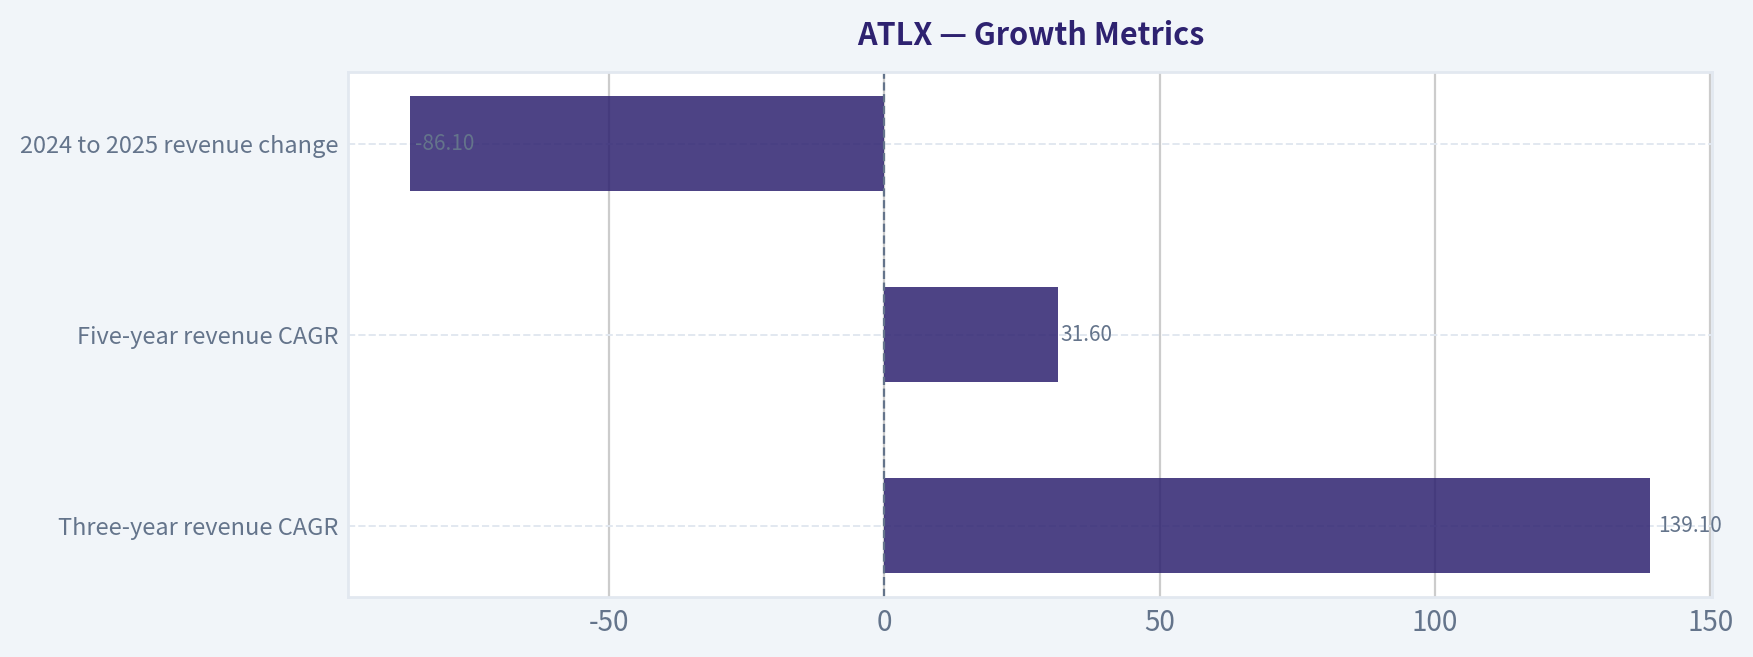 ATLX — Growth Metrics
2024 to 2025 revenue change
-86.10
Five-year revenue CAGR
31.60
Three-year revenue CAGR
139.10
-50
0
50
100
150